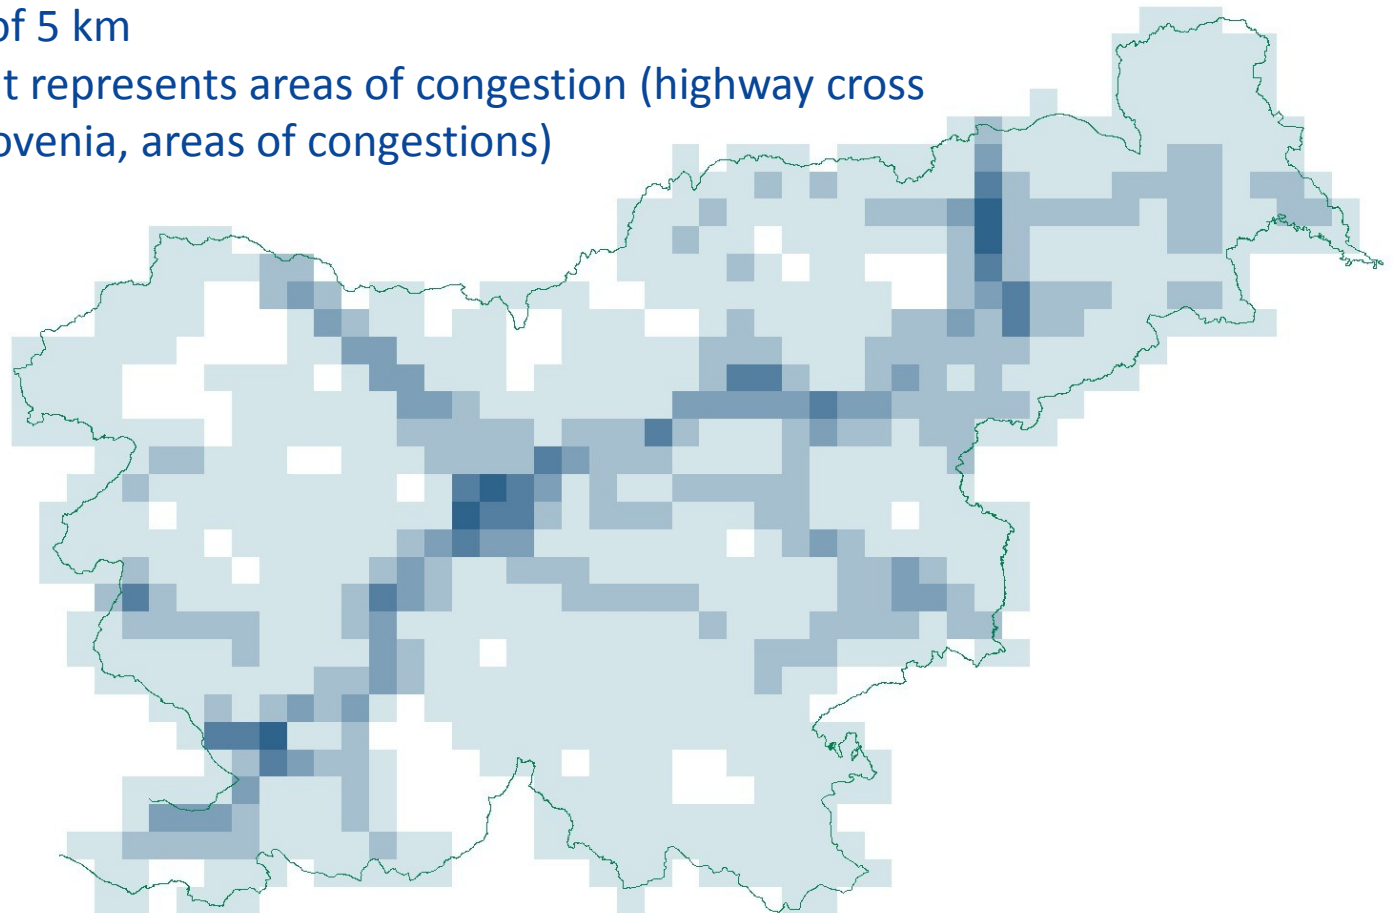 of 5 km
t represents areas of congestion (highway cross
ovenia, areas of congestions)